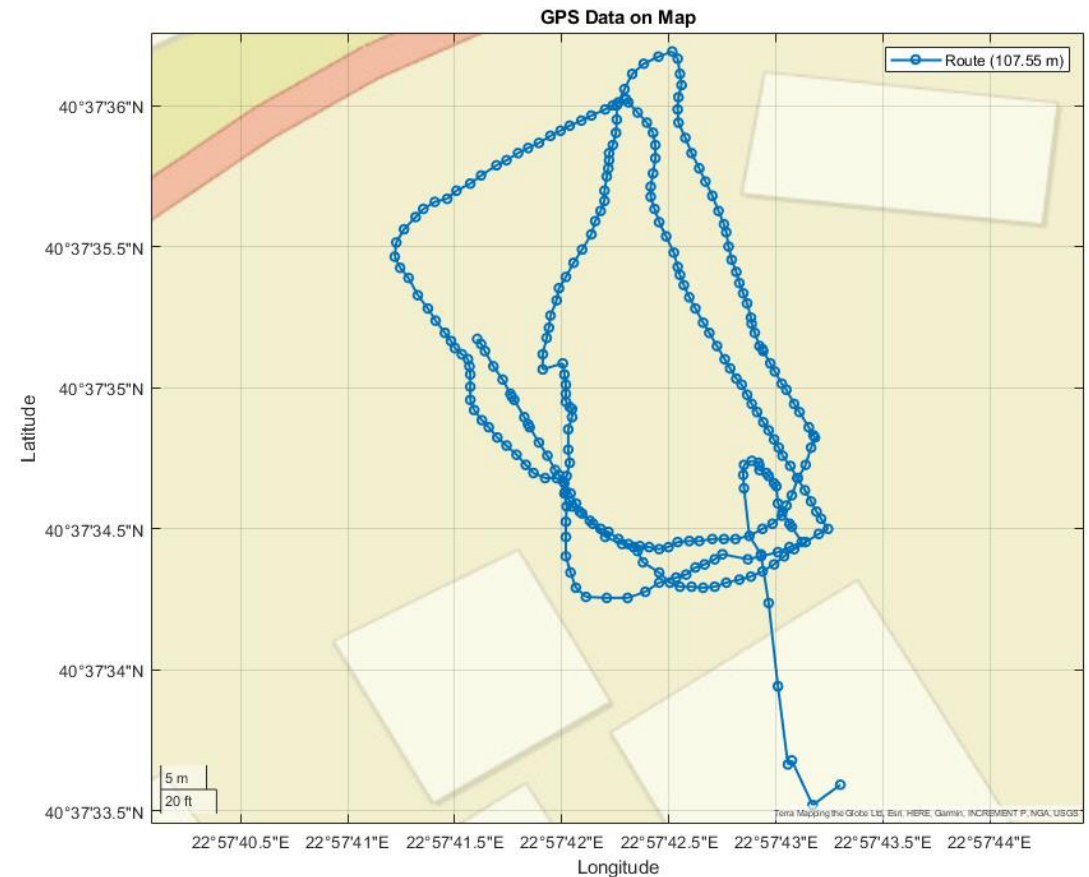 GPS Data on Map
Route (107.55 m)
40°37'36"N
40°37'35.5"N
40°37'35"N
40°37'34.5"N
40°37'34"N
40°37'33.5"N
Latitude
5 m
20 ft
Terra Mapping the Globe Ltd, Esri, HERE, Garmin, INCREMENT P, NGA, USGS
22°57'40.5"E 22°57'41"E 22°57'41.5"E 22°57'42"E 22°57'42.5"E 22°57'43"E 22°57'43.5"E 22°57'44"E
Longitude